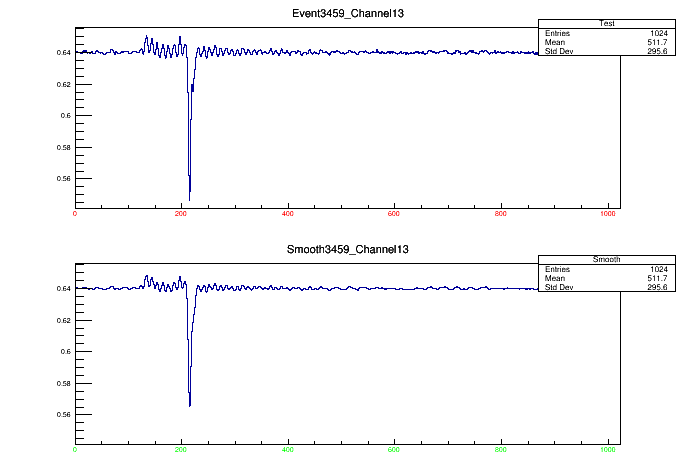 Event3459_Channel13
Test
Entries 1024
Mean 511.7
Std Dev 295.6
0.64
0.62
0.6
0.58
0.56
0 200 400 600 800 1000
Smooth3459_Channel13
Smooth
Entries 1024
Mean 511.7
Std Dev 295.6
0.64
0.62
0.6
0.58
0.56
0 200 400 600 800 1000